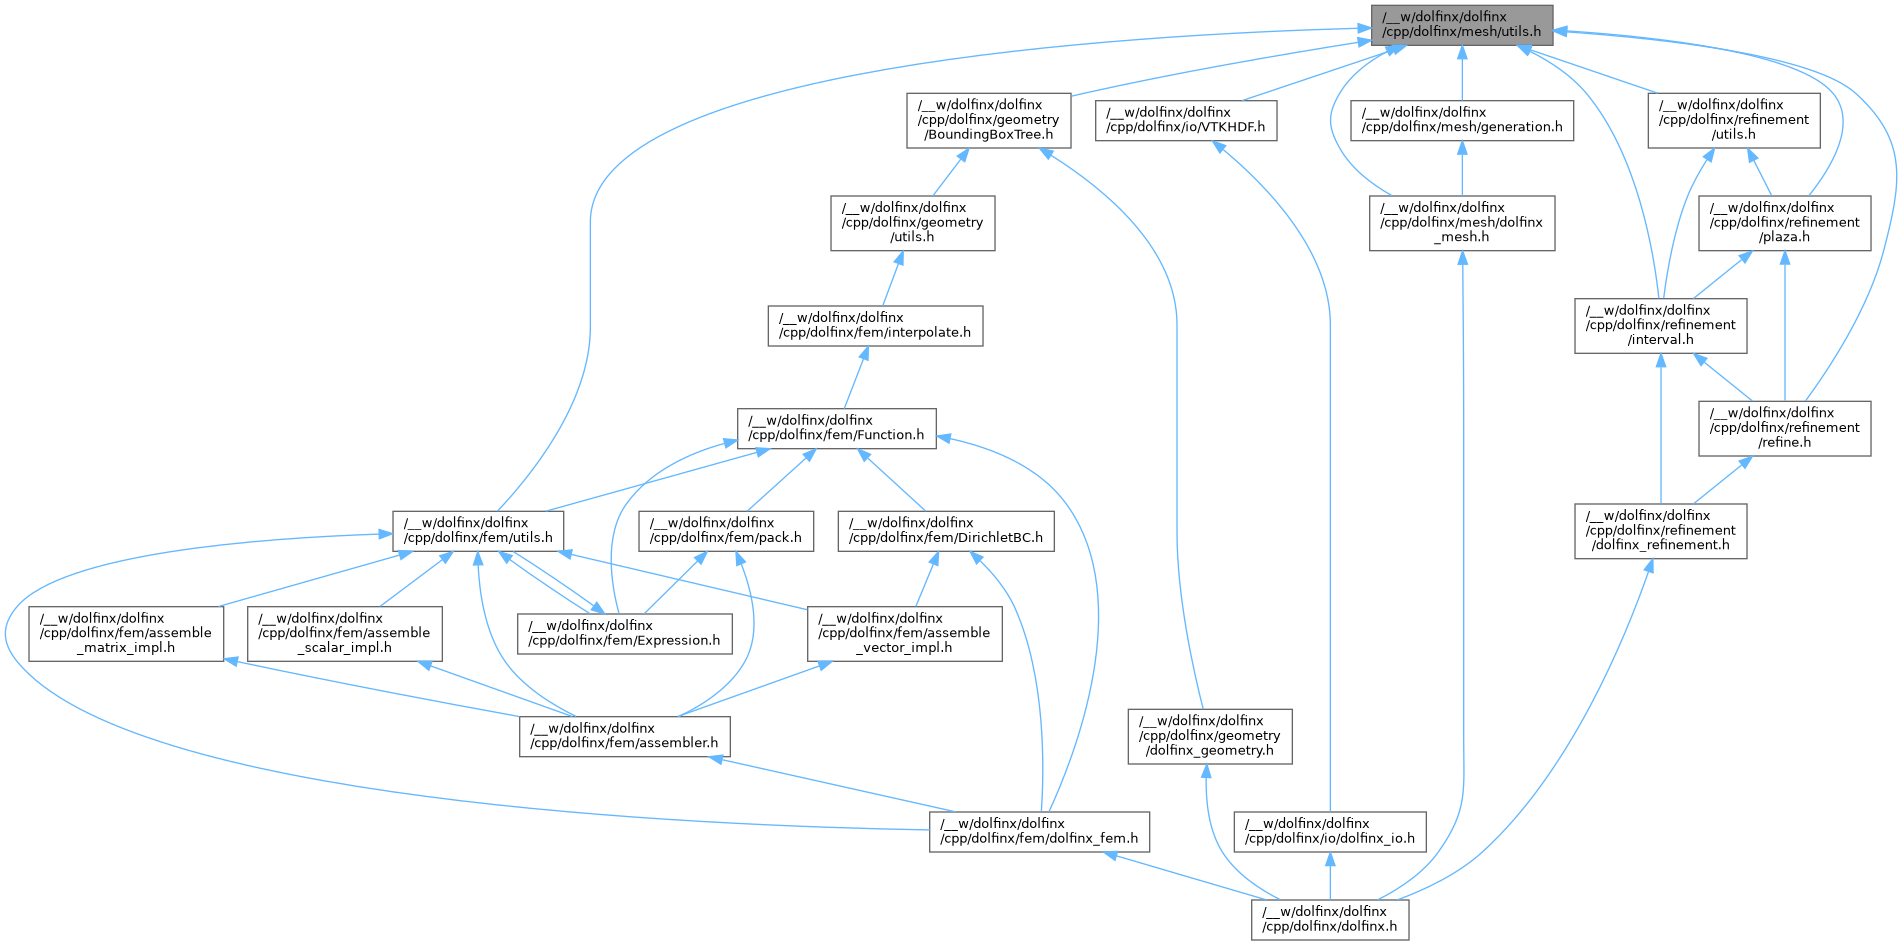 /__w/dolfinx/dolfinx
/cpp/dolfinx/mesh/utils.h
/__w/dolfinx/dolfinx
/cpp/dolfinx/geometry
/BoundingBoxTree.h
/__w/dolfinx/dolfinx
/cpp/dolfinx/io/VTKHDF.h
/__w/dolfinx/dolfinx
/cpp/dolfinx/mesh/generation.h
/__w/dolfinx/dolfinx
/cpp/dolfinx/refinement
/utils.h
/__w/dolfinx/dolfinx
/cpp/dolfinx/geometry
/utils.h
/__w/dolfinx/dolfinx
/cpp/dolfinx/mesh/dolfinx
_mesh.h
/__w/dolfinx/dolfinx
/cpp/dolfinx/refinement
/plaza.h
/__w/dolfinx/dolfinx
/cpp/dolfinx/fem/interpolate.h
/__w/dolfinx/dolfinx
/cpp/dolfinx/refinement
/interval.h
/__w/dolfinx/dolfinx
/cpp/dolfinx/fem/Function.h
/__w/dolfinx/dolfinx
/cpp/dolfinx/refinement
/refine.h
/__w/dolfinx/dolfinx
/cpp/dolfinx/fem/utils.h
/__w/dolfinx/dolfinx
/cpp/dolfinx/fem/pack.h
/__w/dolfinx/dolfinx
/cpp/dolfinx/fem/DirichletBC.h
/__w/dolfinx/dolfinx
/cpp/dolfinx/refinement
/dolfinx_refinement.h
/__w/dolfinx/dolfinx
/cpp/dolfinx/fem/assemble
_matrix_impl.h
/__w/dolfinx/dolfinx
/cpp/dolfinx/fem/assemble
_scalar_impl.h
/__w/dolfinx/dolfinx
/cpp/dolfinx/fem/Expression.h
/__w/dolfinx/dolfinx
/cpp/dolfinx/fem/assemble
_vector_impl.h
/__w/dolfinx/dolfinx
/cpp/dolfinx/fem/assembler.h
/__w/dolfinx/dolfinx
/cpp/dolfinx/geometry
/dolfinx_geometry.h
/__w/dolfinx/dolfinx
/cpp/dolfinx/fem/dolfinx_fem.h
/__w/dolfinx/dolfinx
/cpp/dolfinx/io/dolfinx_io.h
/__w/dolfinx/dolfinx
/cpp/dolfinx/dolfinx.h